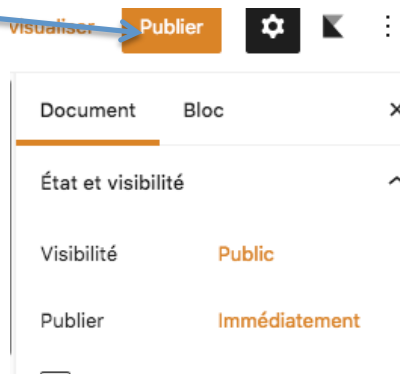 Visualiser Publier
Document Bloc
État et visibilité
Visibilité Public
Publier Immédiatement